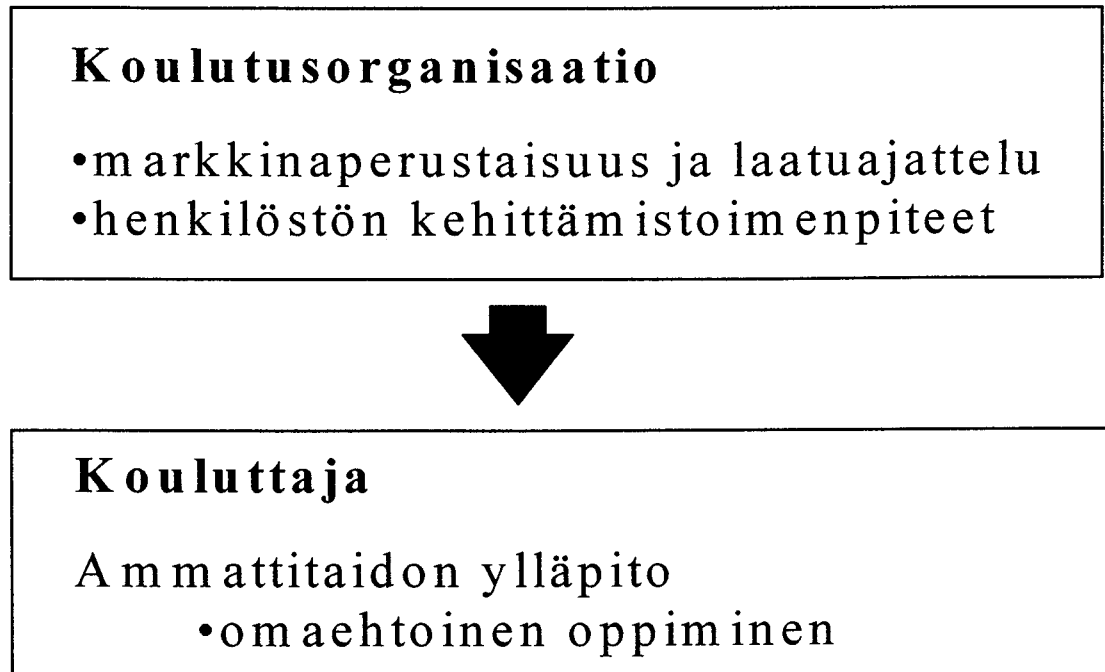 Koulutusorganisaatio
•markkinaperustaisuus ja laatuajattelu
•henkilöstön kehittämistoimenpiteet
Kouluttaja
Ammattitaidon ylläpito
•omaehtoinen oppiminen